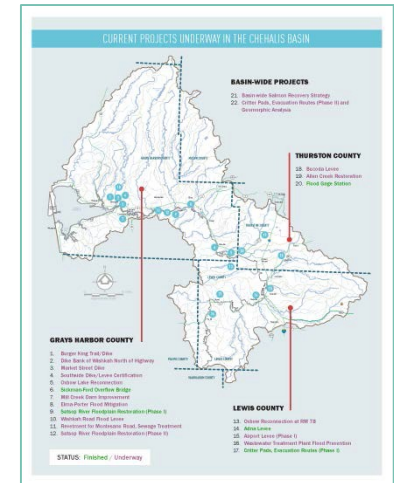 CURRENT PROJECTS UNDERWAY IN THE CHEHALIS BASIN
BASIN-WIDE PROJECTS
21. Basin-wide Salmon Recovery Strategy
22. Critter Pads, Evacuation Routes (Phase II) and
Geomorphic Analysis
THURSTON COUNTY
18. Bucoda Levee
19. Allen Creek Restoration
20. Flood Gage Station
GRAYS HARBOR COUNTY
1. Burger King Trail/Dike
2. Dike Bank of Wishkah North of Highway
3. Market Street Dike
4. Southside Dike/Levee Certification
5. Oxbow Lake Reconnection
6. Sickman-Ford Overflow Bridge
7. Mill Creek Dam Improvement
8. Elma-Porter Flood Mitigation
9. Satsop River Floodplain Restoration (Phase I)
10. Wishkah Road Flood Levee
11. Revetment for Montesano Road, Sewage Treatment
12. Satsop River Floodplain Restoration (Phase II)
STATUS: Finished / Underway
LEWIS COUNTY
13. Oxbow Reconnection at RM 78
14. Adna Levee
15. Airport Levee (Phase I)
16. Wastewater Treatment Plant Flood Prevention
17. Critter Pads, Evacuation Routes (Phase I)